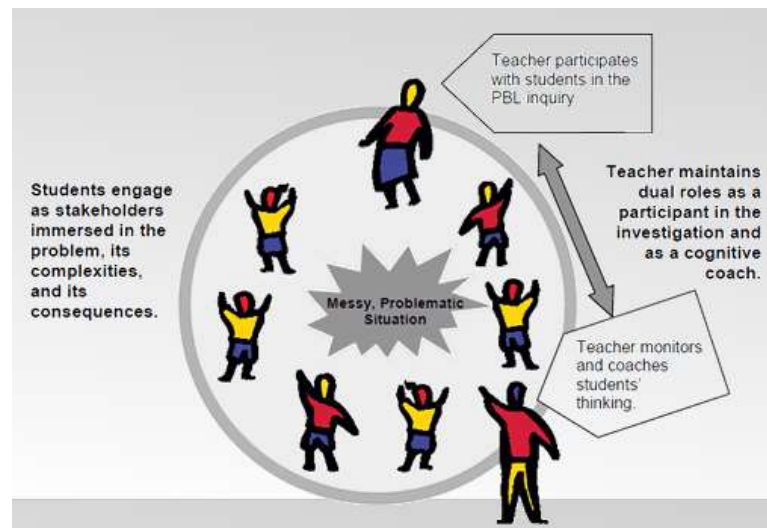 Teacher participates
with students in the
PBL inquiry
Students engage
as stakeholders
immersed in the
problem, its
complexities,
and its
consequences.
Teacher maintains
dual roles as a
participant in the
investigation and
as a cognitive
coach.
Messy, Problematic
Situation
Teacher monitors
and coaches
students'
thinking.